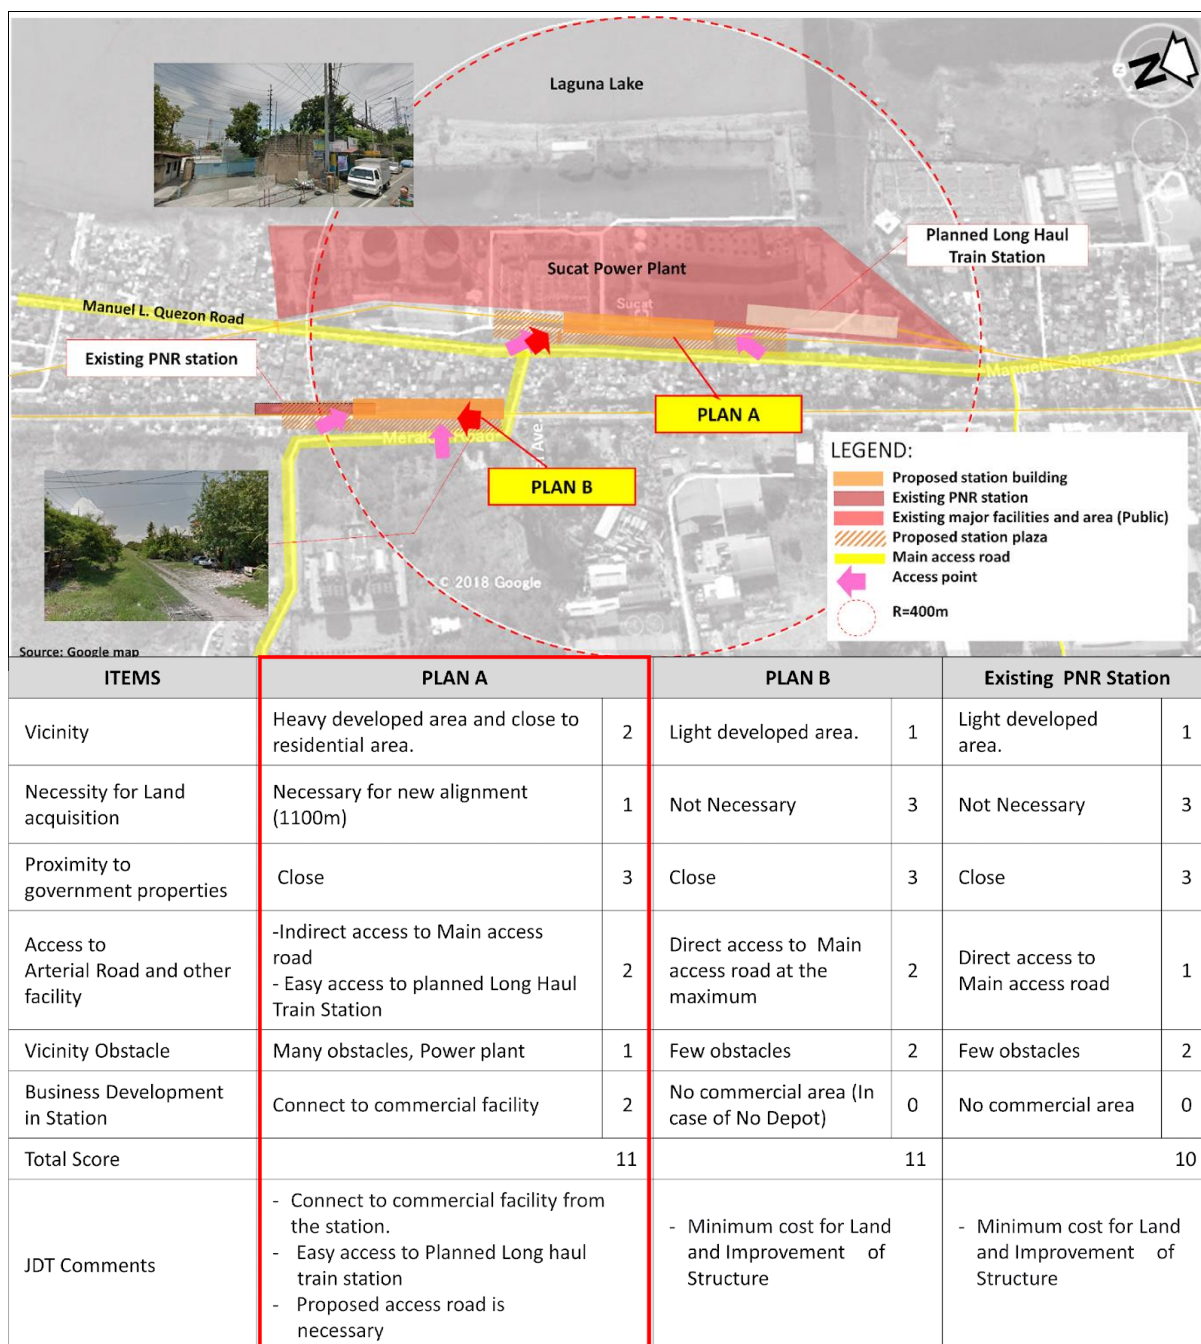 Laguna Lake
N
Planned Long Haul
Train Station
Sucat Power Plant
Sucat
Manuel L. Quezon Road
Existing PNR station
Manuel L. Quezon
PLAN A
Ave.
PLAN B
© 2018 Google
LEGEND:
Proposed station building
Existing PNR station
Existing major facilities and area (Public)
Proposed station plaza
Main access road
Access point
R=400m
Source: Google map
ITEMS PLAN A PLAN B Existing PNR Station
Vicinity
Heavy developed area and close to
residential area.
2
Light developed area.
1
Light developed
area.
1
Necessity for Land
acquisition
Necessary for new alignment
(1100m)
1
Not Necessary
3
Not Necessary
3
Proximity to
government properties
Close
3
Close
3
Close
3
Access to
Arterial Road and other
facility
-Indirect access to Main access
road
- Easy access to planned Long Haul
Train Station
2
Direct access to Main
access road at the
maximum
2
Direct access to
Main access road
1
Vicinity Obstacle
Many obstacles, Power plant
1
Few obstacles
2
Few obstacles
2
Business Development
in Station
Connect to commercial facility
2
No commercial area (In
case of No Depot)
0
No commercial area
0
Total Score
11
11
10
JDT Comments
- Connect to commercial facility from
the station.
- Easy access to Planned Long haul
train station
- Proposed access road is
necessary
- Minimum cost for Land
and Improvement of
Structure
- Minimum cost for Land
and Improvement of
Structure